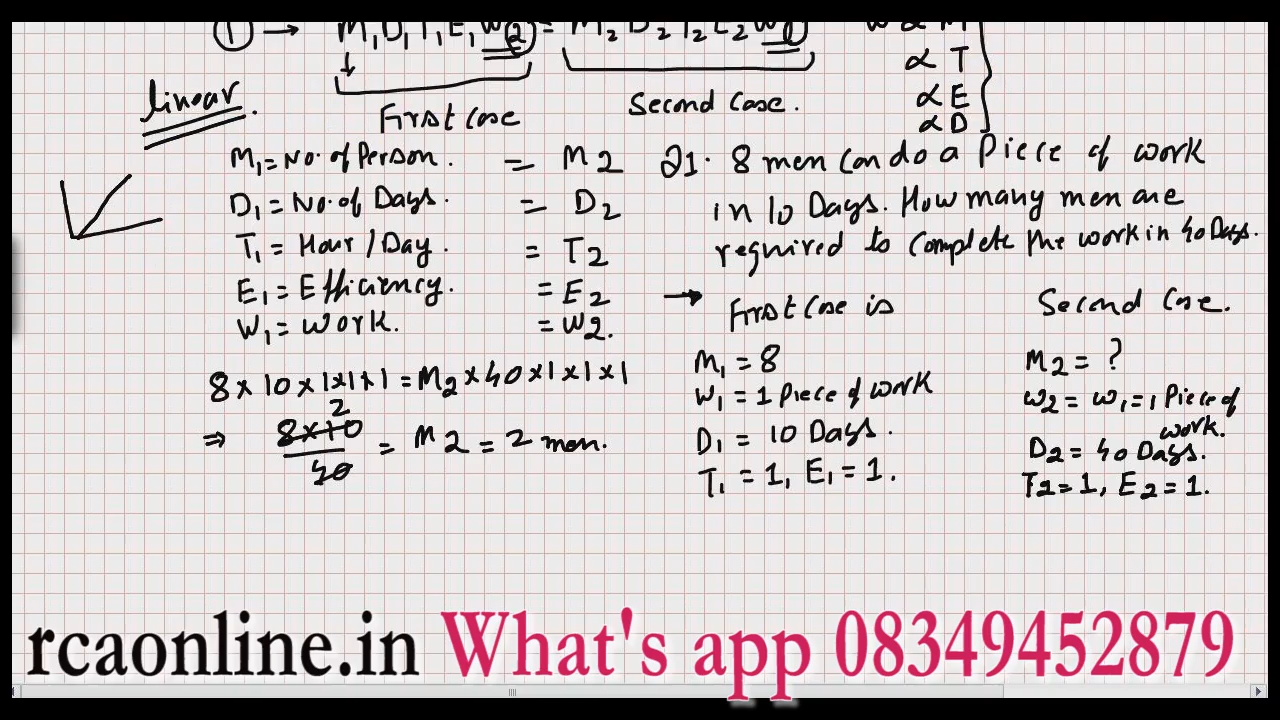 ① → M₁D₁T₁E₁W₂ = M₂D₂T₂E₂W₁
W α M
α T
α E
α D
linear.
First Case
Second Case.
M₁ = No. of Person. = M2
D₁ = No. of Days. = D2
T₁ = Hour/Day. = T2
E₁ = Efficiency. = E2
W₁ = work. = W2.
8 × 10 × 1×1×1 = M2 × 40 × 1 × 1 × 1
2
⇒ 8×10 / 40 = M2 = 2 men.
Q1. 8 men can do a Piece of work
in 10 Days. How many men are
required to complete the work in 40 Days.
→ First Case is
M₁ = 8
W₁ = 1 Piece of work
D₁ = 10 Days.
T₁ = 1, E₁ = 1.
Second Case.
M2 = ?
W2 = W₁ = 1 Piece of
work.
D2 = 40 Days.
T2 = 1, E2 = 1.
rcaonline.in What's app 08349452879